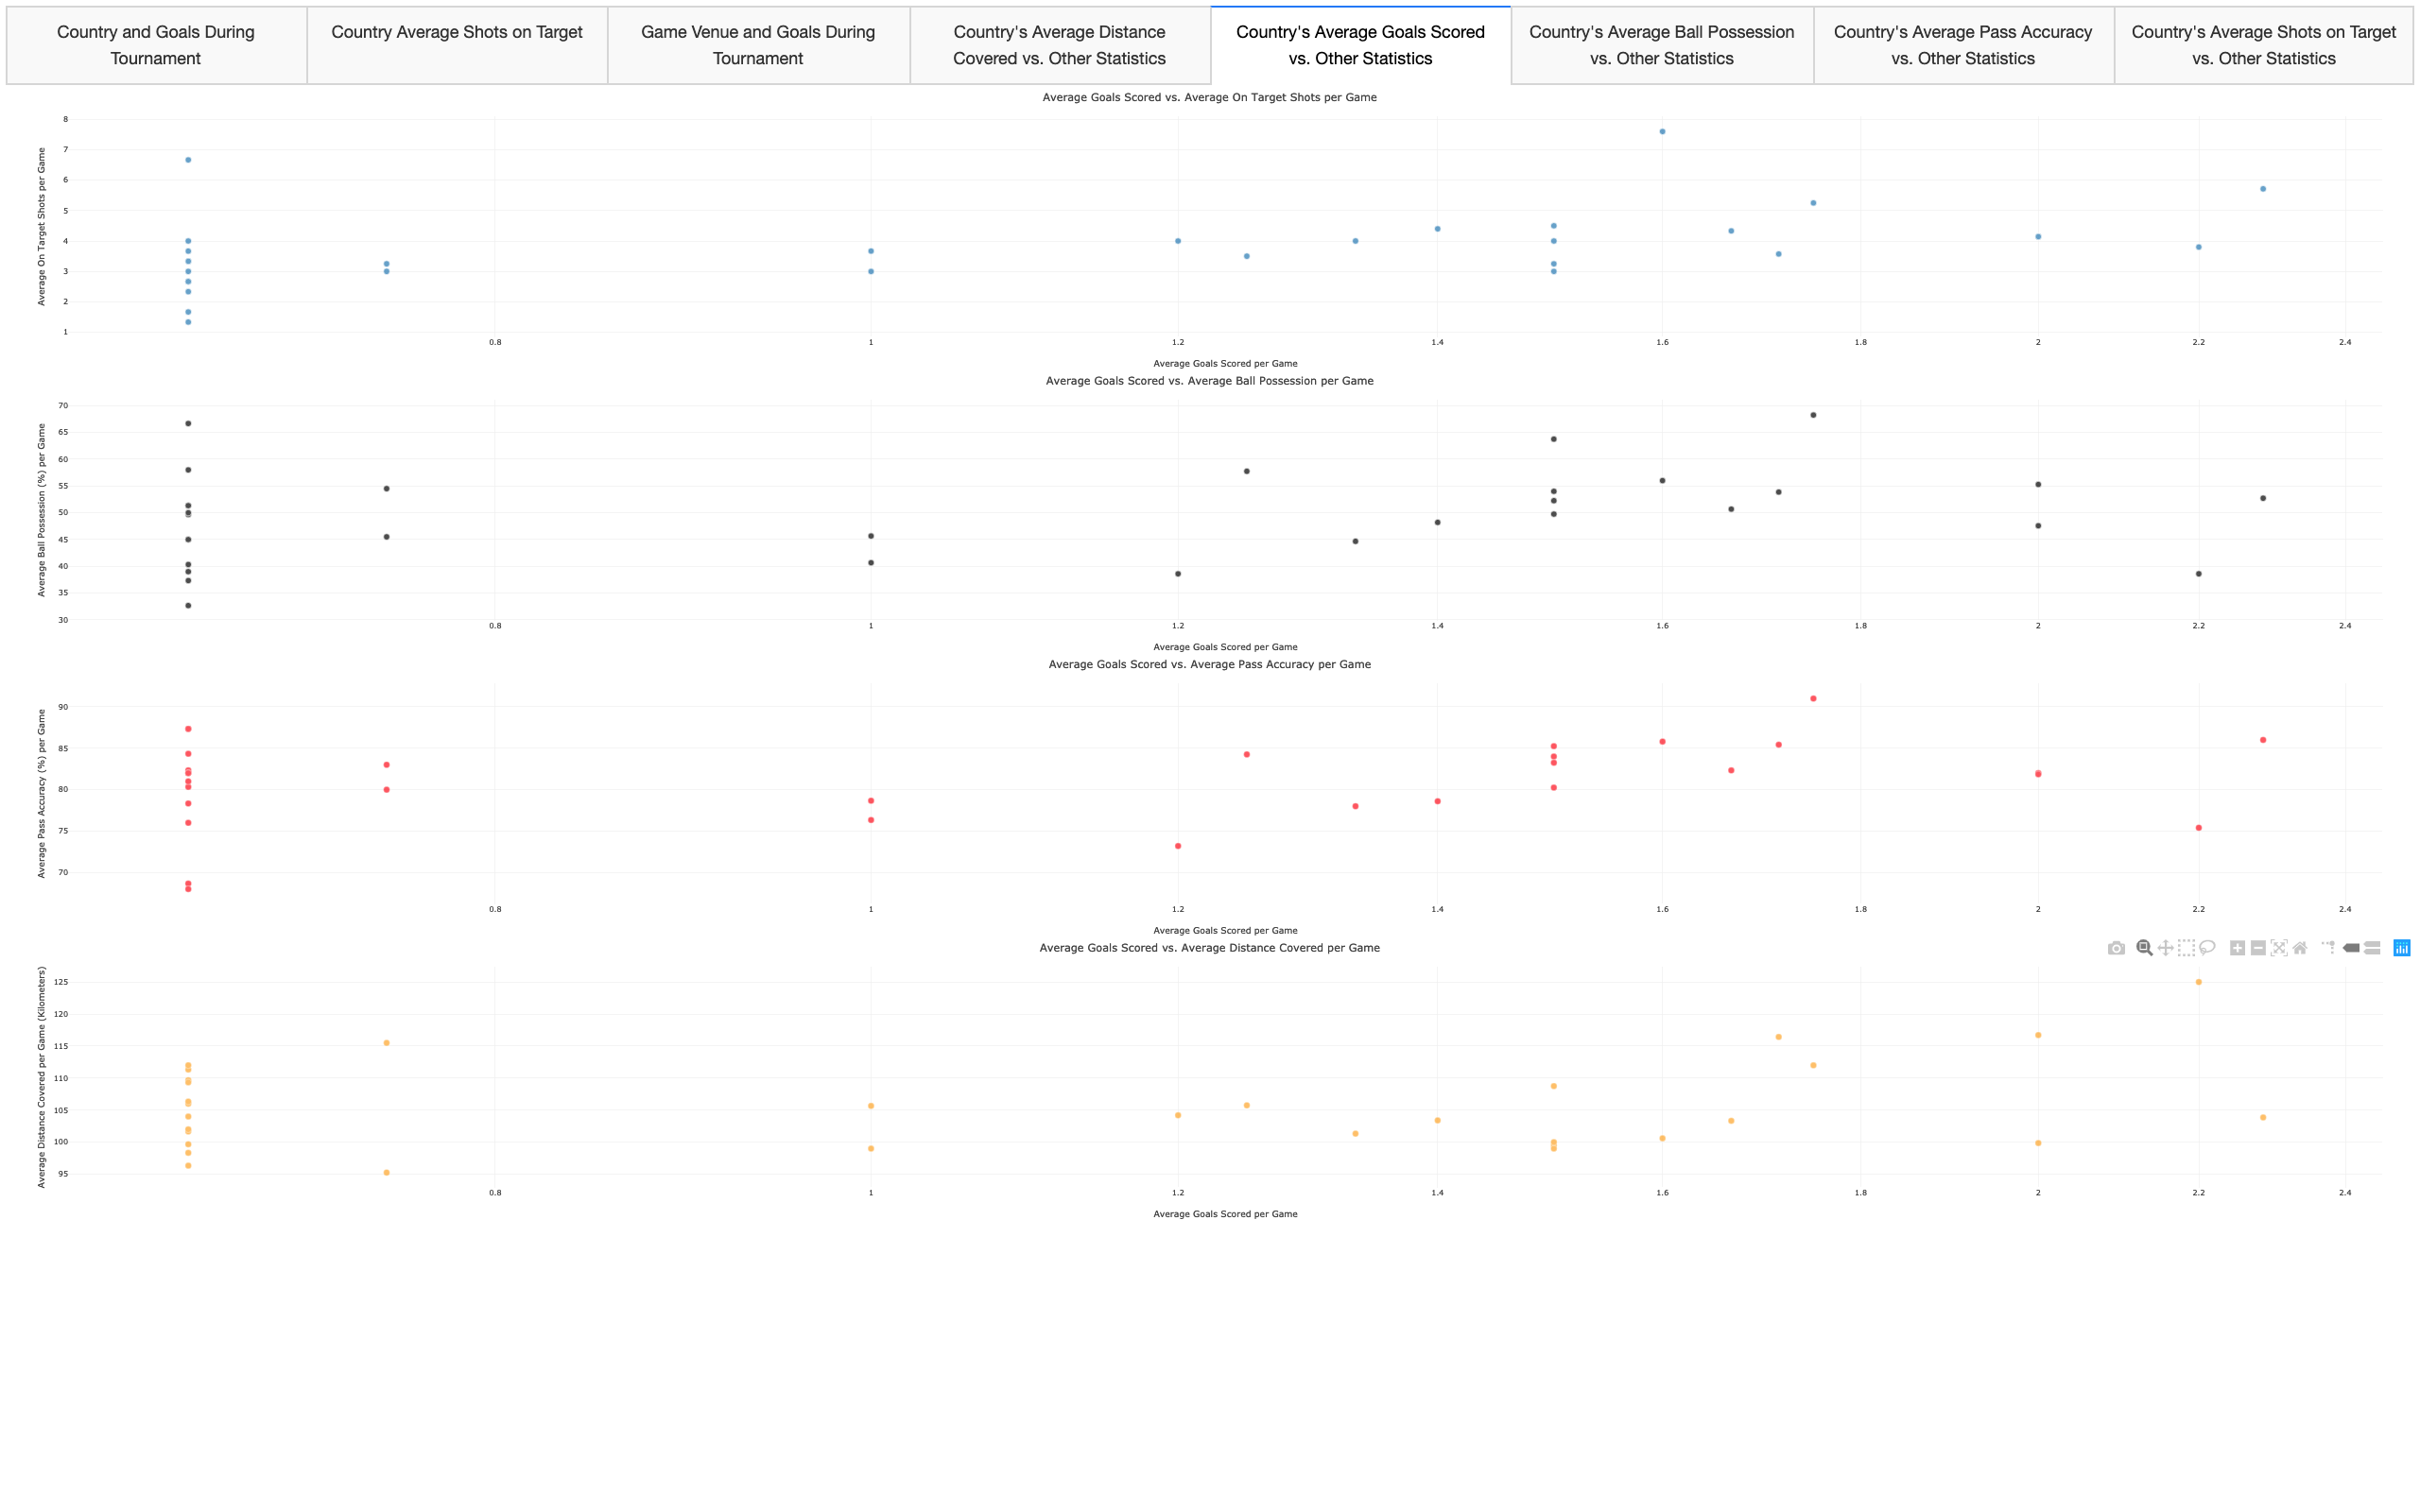 Country and Goals During
Tournament
Country Average Shots on Target
Game Venue and Goals During
Tournament
Country's Average Distance
Covered vs. Other Statistics
Country's Average Goals Scored
vs. Other Statistics
Country's Average Ball Possession
vs. Other Statistics
Country's Average Pass Accuracy
vs. Other Statistics
Country's Average Shots on Target
vs. Other Statistics
Average Goals Scored vs. Average On Target Shots per Game
Average On Target Shots per Game
8
7
6
5
4
3
2
1
0.8 1 1.2 1.4 1.6 1.8 2 2.2 2.4
Average Goals Scored per Game
Average Goals Scored vs. Average Ball Possession per Game
Average Ball Possession (%) per Game
70
65
60
55
50
45
40
35
30
0.8 1 1.2 1.4 1.6 1.8 2 2.2 2.4
Average Goals Scored per Game
Average Goals Scored vs. Average Pass Accuracy per Game
Average Pass Accuracy (%) per Game
90
85
80
75
70
0.8 1 1.2 1.4 1.6 1.8 2 2.2 2.4
Average Goals Scored per Game
Average Goals Scored vs. Average Distance Covered per Game
Average Distance Covered per Game (Kilometers)
125
120
115
110
105
100
95
0.8 1 1.2 1.4 1.6 1.8 2 2.2 2.4
Average Goals Scored per Game